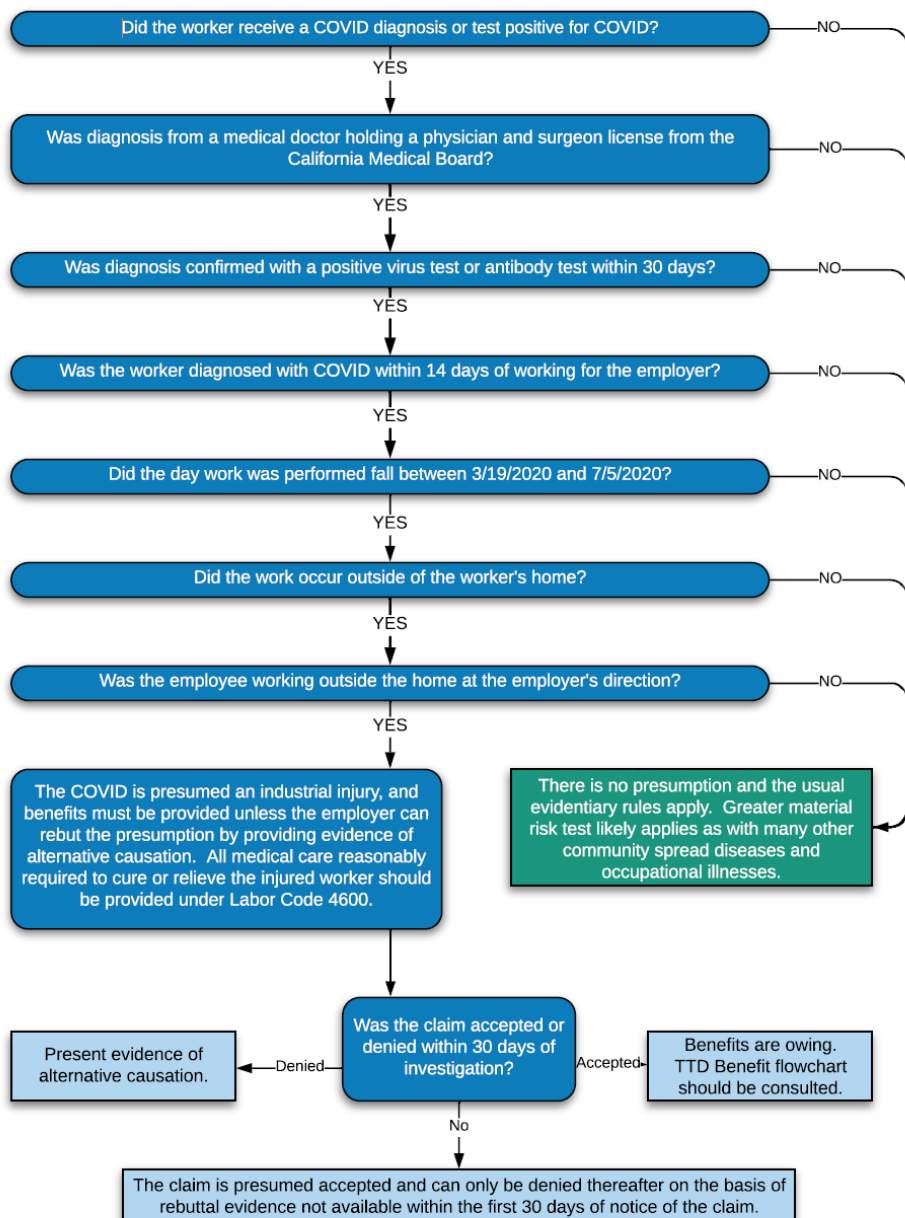 Did the worker receive a COVID diagnosis or test positive for COVID?
NO
YES
Was diagnosis from a medical doctor holding a physician and surgeon license from the
California Medical Board?
NO
YES
Was diagnosis confirmed with a positive virus test or antibody test within 30 days?
NO
YES
Was the worker diagnosed with COVID within 14 days of working for the employer?
NO
YES
Did the day work was performed fall between 3/19/2020 and 7/5/2020?
NO
YES
Did the work occur outside of the worker's home?
NO
YES
Was the employee working outside the home at the employer's direction?
NO
YES
The COVID is presumed an industrial injury, and
benefits must be provided unless the employer can
rebut the presumption by providing evidence of
alternative causation. All medical care reasonably
required to cure or relieve the injured worker should
be provided under Labor Code 4600.
There is no presumption and the usual
evidentiary rules apply. Greater material
risk test likely applies as with many other
community spread diseases and
occupational illnesses.
Was the claim accepted or
denied within 30 days of
investigation?
Denied
Present evidence of
alternative causation.
Accepted
Benefits are owing.
TTD Benefit flowchart
should be consulted.
No
The claim is presumed accepted and can only be denied thereafter on the basis of
rebuttal evidence not available within the first 30 days of notice of the claim.